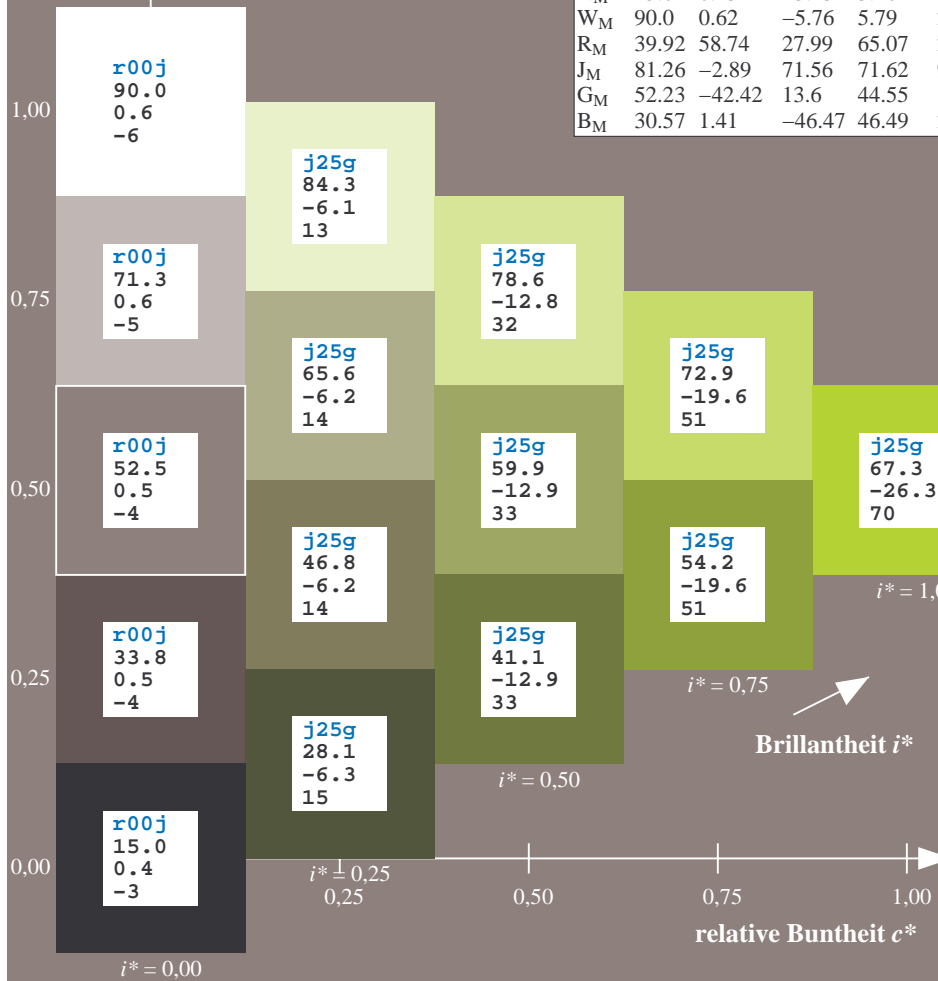 W_M 90.0 0.62 −5.76 5.79
R_M 39.92 58.74 27.99 65.07
J_M 81.26 −2.89 71.56 71.62
G_M 52.23 −42.42 13.6 44.55
B_M 30.57 1.41 −46.47 46.49
1,00
r00j
90.0
0.6
−6
j25g
84.3
−6.1
13
0,75
r00j
71.3
0.6
−5
j25g
78.6
−12.8
32
j25g
65.6
−6.2
14
j25g
72.9
−19.6
51
0,50
r00j
52.5
0.5
−4
j25g
59.9
−12.9
33
j25g
67.3
−26.3
70
j25g
46.8
−6.2
14
j25g
54.2
−19.6
51
i* = 1,0
0,25
r00j
33.8
0.5
−4
j25g
41.1
−12.9
33
i* = 0,75
Brillantheit i*
j25g
28.1
−6.3
15
i* = 0,50
0,00
r00j
15.0
0.4
−3
i* = 0,25
0,25 0,50 0,75 1,00
relative Buntheit c*
i* = 0,00